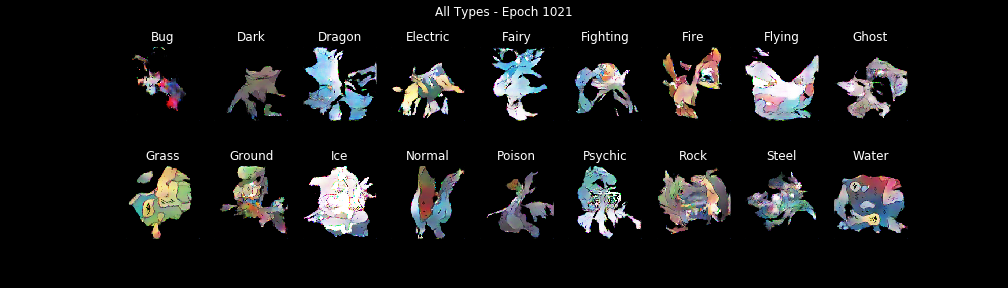 All Types - Epoch 1021
Bug Dark Dragon Electric Fairy Fighting Fire Flying Ghost
Grass Ground Ice Normal Poison Psychic Rock Steel Water